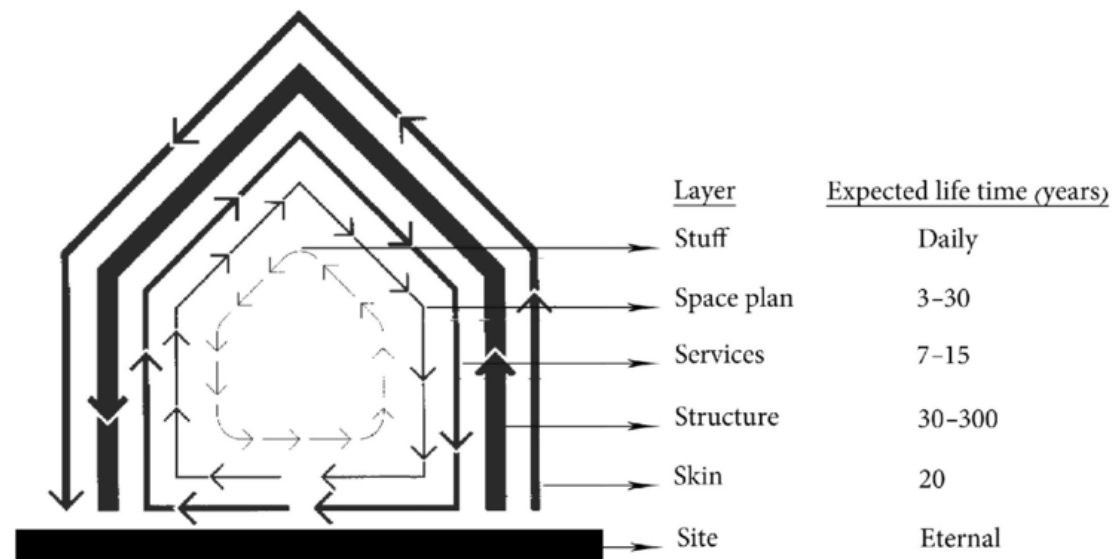 Layer Expected life time (years)
Stuff Daily
Space plan 3–30
Services 7–15
Structure 30–300
Skin 20
Site Eternal